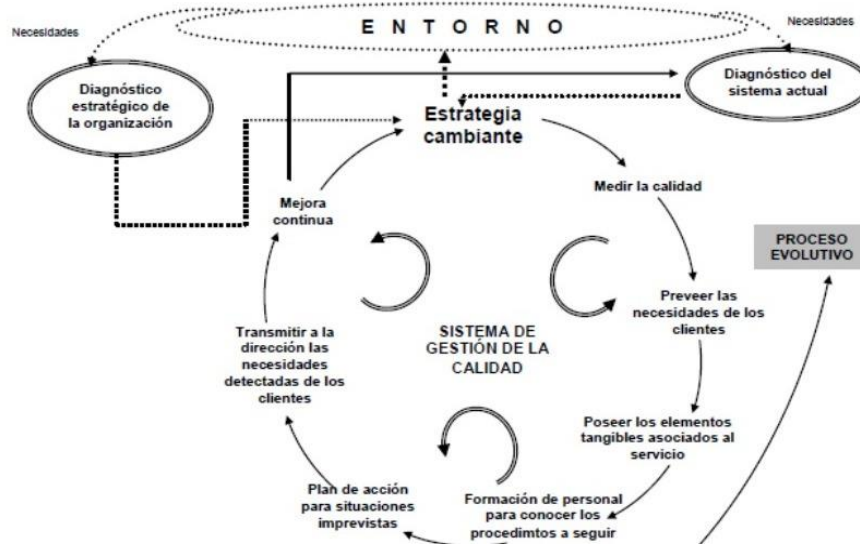 Necesidades
E N T O R N O
Necesidades
Diagnóstico
estratégico de
la organización
Diagnóstico del
sistema actual
Estrategia
cambiante
Medir la calidad
Mejora
continua
PROCESO
EVOLUTIVO
Preveer las
necesidades de los
clientes
Transmitir a la
dirección las
necesidades
detectadas de los
clientes
SISTEMA DE
GESTIÓN DE LA
CALIDAD
Poseer los elementos
tangibles asociados al
servicio
Plan de acción
para situaciones
imprevistas
Formación de personal
para conocer los
procedimtos a seguir